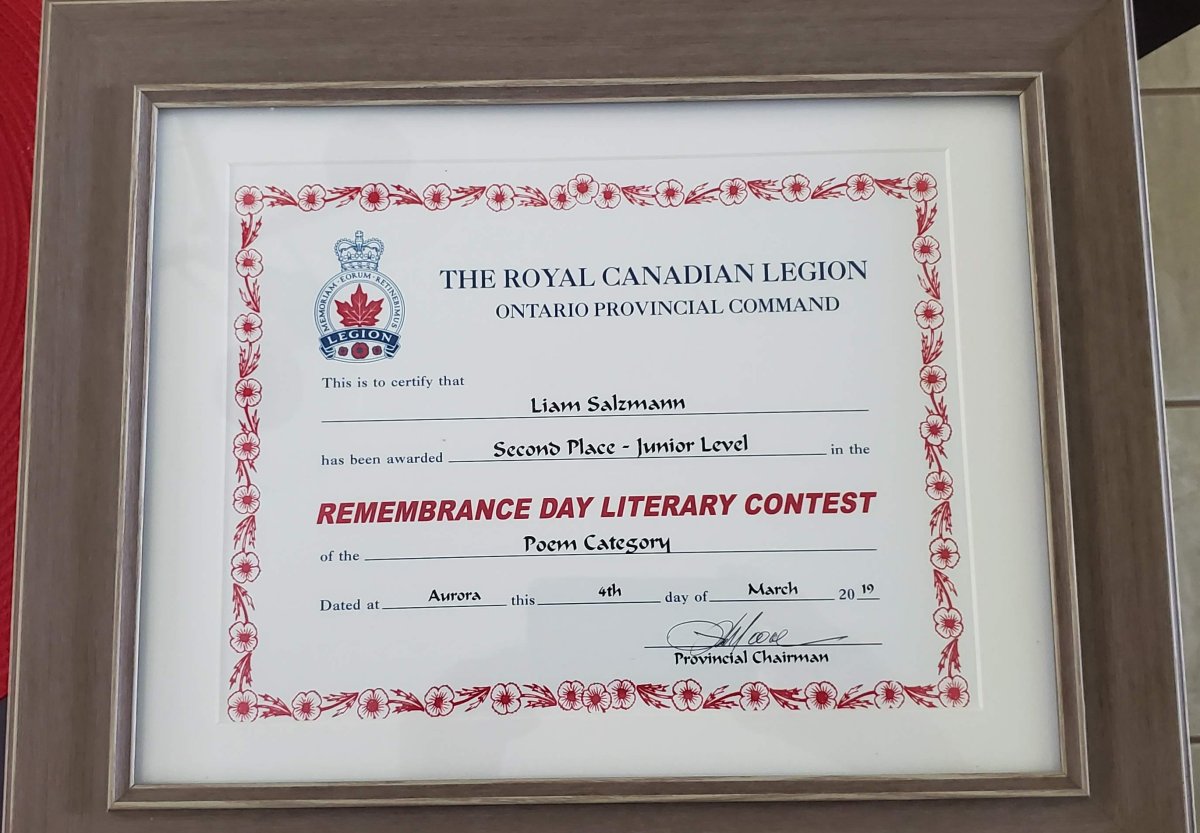 MEMORIAM · EORUM · RETINEBIMUS
LEGION
THE ROYAL CANADIAN LEGION
ONTARIO PROVINCIAL COMMAND
This is to certify that
Liam Salzmann
has been awarded Second Place - Junior Level in the
REMEMBRANCE DAY LITERARY CONTEST
of the Poem Category
Dated at Aurora this 4th day of March 20 19
Provincial Chairman